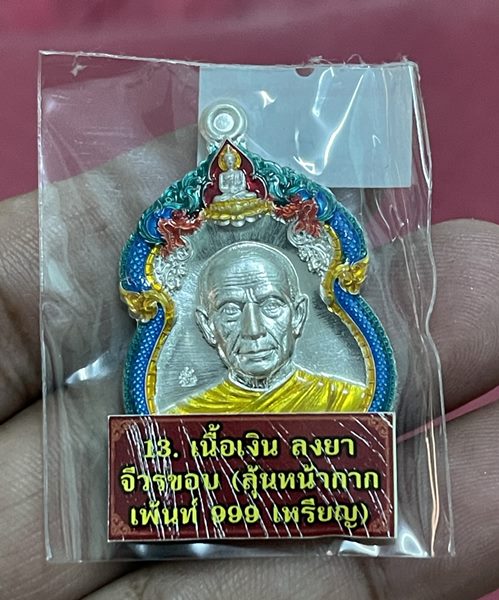 13. เนื้อเงิน ลงยา
จีวรขอบ (ลุ้นหน้ากาก
เพ้นท์ 999 เหรียญ)